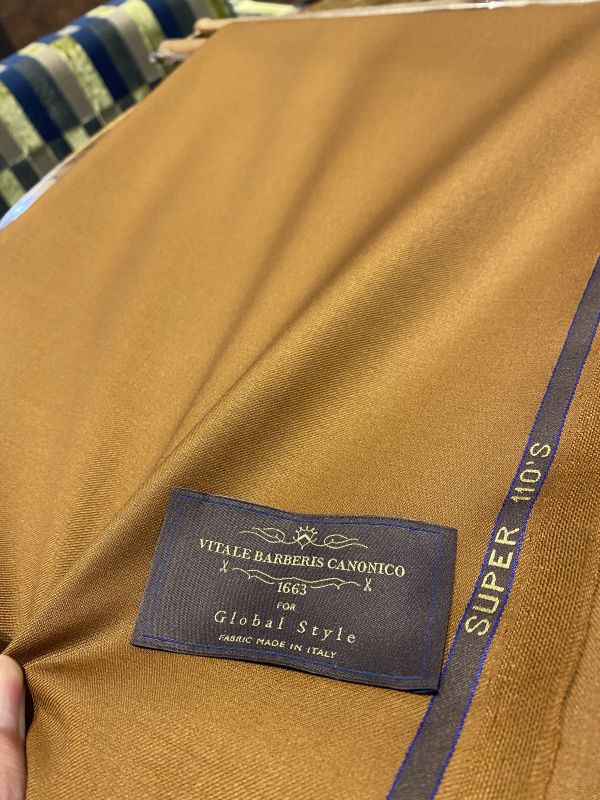 VITALE BARBERIS CANONICO
1663
FOR
Global Style
FABRIC MADE IN ITALY
SUPER 110'S